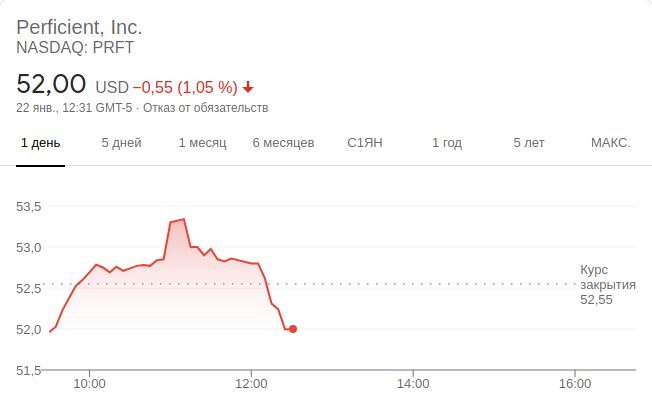 Perficient, Inc.
NASDAQ: PRFT
52,00 USD −0,55 (1,05 %)
22 янв., 12:31 GMT-5 · Отказ от обязательств
1 день 5 дней 1 месяц 6 месяцев С1ЯН 1 год 5 лет МАКС.
53,5
53,0
52,5
52,0
51,5
Курс
закрытия
52,55
10:00 12:00 14:00 16:00